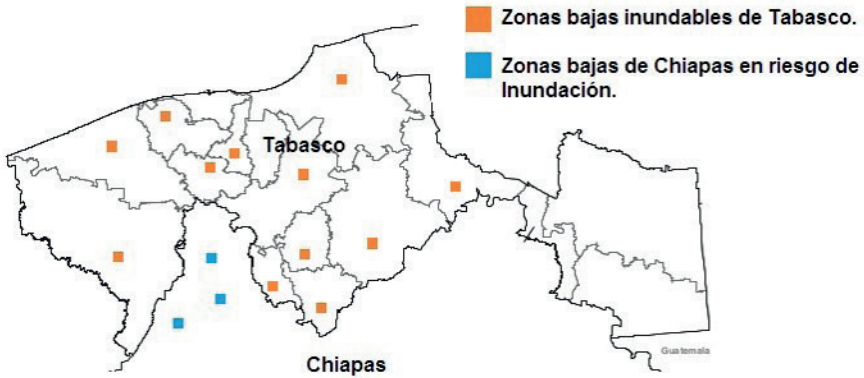 Zonas bajas inundables de Tabasco.
Zonas bajas de Chiapas en riesgo de
Inundación.
Tabasco
Guatemala
Chiapas